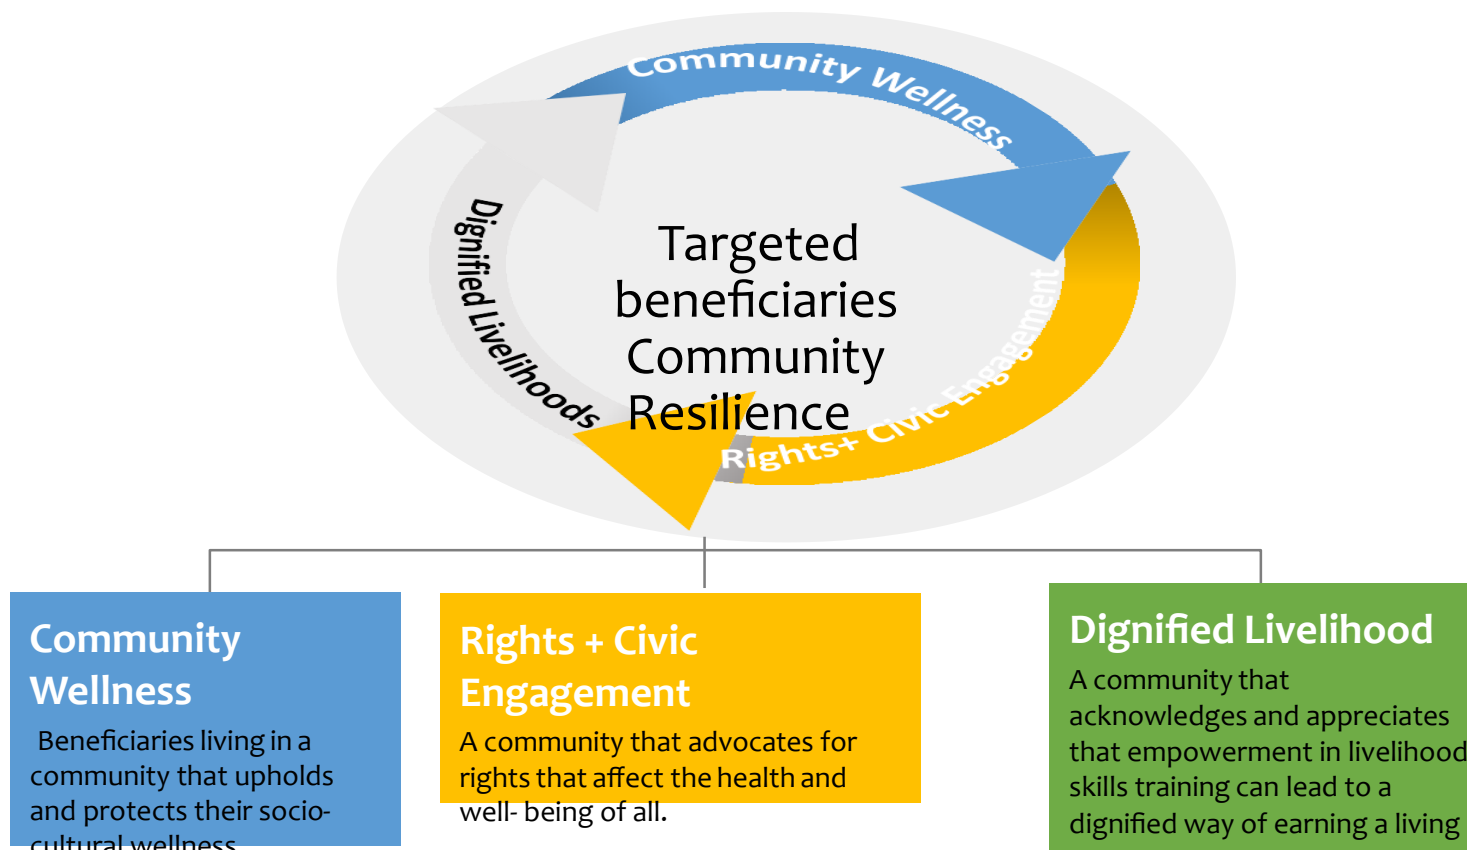 Community Wellness
Dignified Livelihoods
Rights+ Civic Engagement
Targeted
beneficiaries
Community
Resilience
Community
Wellness
Beneficiaries living in a
community that upholds
and protects their socio-
cultural wellness
Rights + Civic
Engagement
A community that advocates for
rights that affect the health and
well- being of all.
Dignified Livelihood
A community that
acknowledges and appreciates
that empowerment in livelihood
skills training can lead to a
dignified way of earning a living